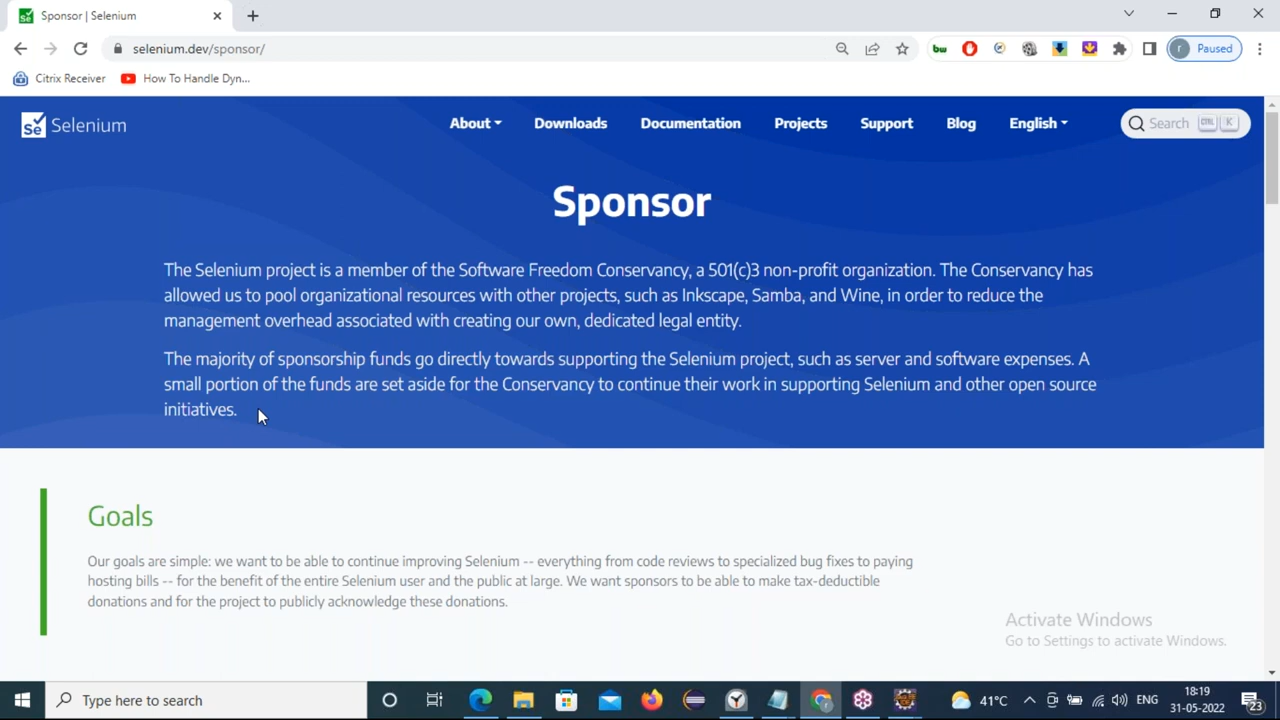 Sponsor | Selenium
selenium.dev/sponsor/
bw
r Paused
Citrix Receiver How To Handle Dyn...
Se Selenium About Downloads Documentation Projects Support Blog English Search CTRL K
Sponsor
The Selenium project is a member of the Software Freedom Conservancy, a 501(c)3 non-profit organization. The Conservancy has
allowed us to pool organizational resources with other projects, such as Inkscape, Samba, and Wine, in order to reduce the
management overhead associated with creating our own, dedicated legal entity.
The majority of sponsorship funds go directly towards supporting the Selenium project, such as server and software expenses. A
small portion of the funds are set aside for the Conservancy to continue their work in supporting Selenium and other open source
initiatives.
Goals
Our goals are simple: we want to be able to continue improving Selenium -- everything from code reviews to specialized bug fixes to paying
hosting bills -- for the benefit of the entire Selenium user and the public at large. We want sponsors to be able to make tax-deductible
donations and for the project to publicly acknowledge these donations.
Activate Windows
Go to Settings to activate Windows.
Type here to search
41°C
ENG
18:19
31-05-2022
23